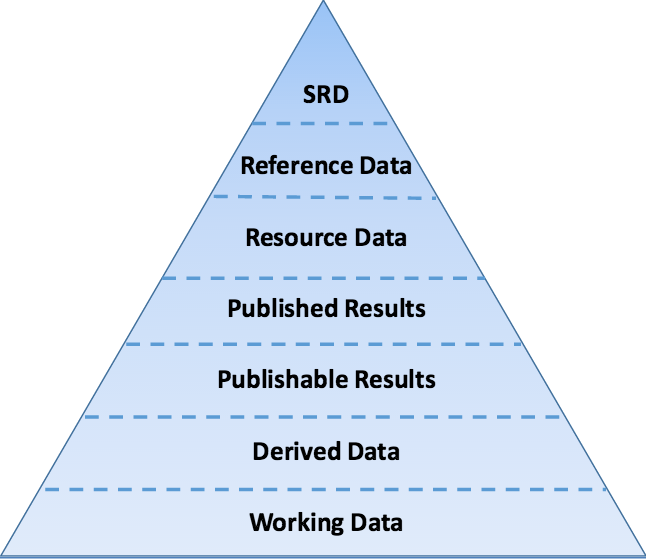 SRD
Reference Data
Resource Data
Published Results
Publishable Results
Derived Data
Working Data